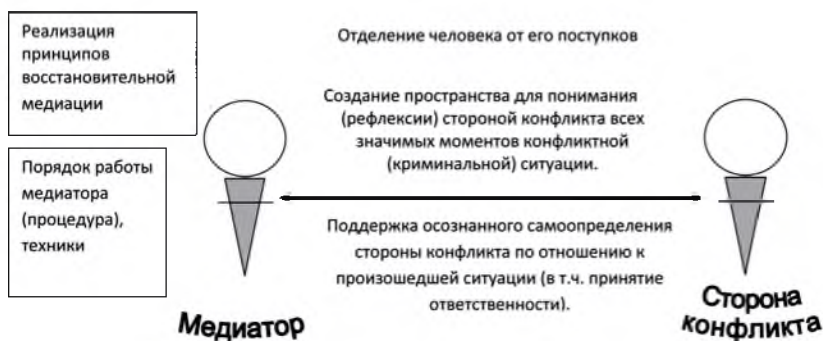 Реализация
принципов
восстановительной
медиации
Порядок работы
медиатора
(процедура),
техники
Отделение человека от его поступков
Создание пространства для понимания
(рефлексии) стороной конфликта всех
значимых моментов конфликтной
(криминальной) ситуации.
Поддержка осознанного самоопределения
стороны конфликта по отношению к
произошедшей ситуации (в т.ч. принятие
ответственности).
Медиатор
Сторона
конфликта